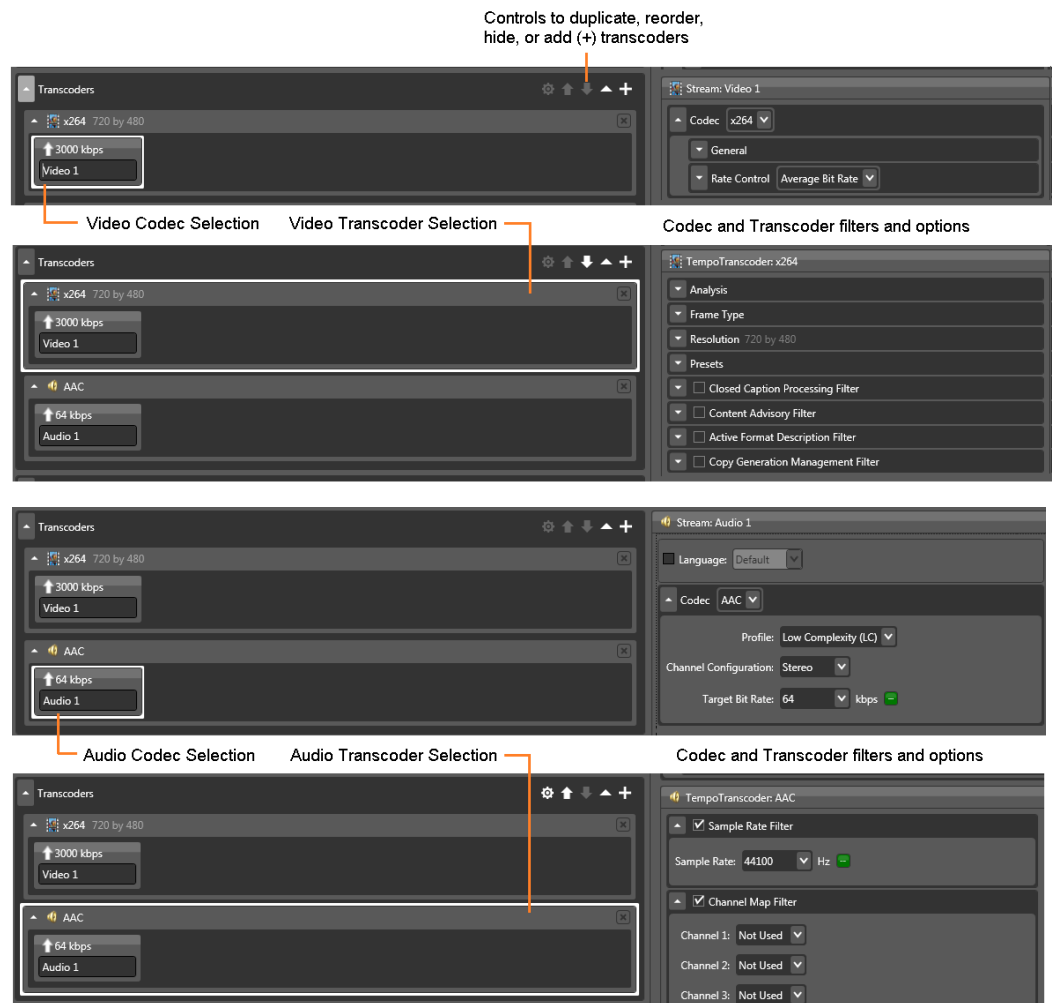 Controls to duplicate, reorder,
hide, or add (+) transcoders
Transcoders
x264 720 by 480
3000 kbps
Video 1
Stream: Video 1
Codec x264
General
Rate Control Average Bit Rate
Video Codec Selection
Video Transcoder Selection
Codec and Transcoder filters and options
Transcoders
x264 720 by 480
3000 kbps
Video 1
AAC
64 kbps
Audio 1
TempoTranscoder: x264
Analysis
Frame Type
Resolution 720 by 480
Presets
Closed Caption Processing Filter
Content Advisory Filter
Active Format Description Filter
Copy Generation Management Filter
Transcoders
x264 720 by 480
3000 kbps
Video 1
AAC
64 kbps
Audio 1
Stream: Audio 1
Language: Default
Codec AAC
Profile: Low Complexity (LC)
Channel Configuration: Stereo
Target Bit Rate: 64 kbps
Audio Codec Selection
Audio Transcoder Selection
Codec and Transcoder filters and options
Transcoders
x264 720 by 480
3000 kbps
Video 1
AAC
64 kbps
Audio 1
TempoTranscoder: AAC
Sample Rate Filter
Sample Rate: 44100 Hz
Channel Map Filter
Channel 1: Not Used
Channel 2: Not Used
Channel 3: Not Used